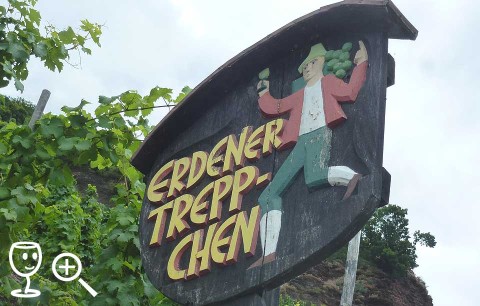 ERDENER
TREPP-
CHEN